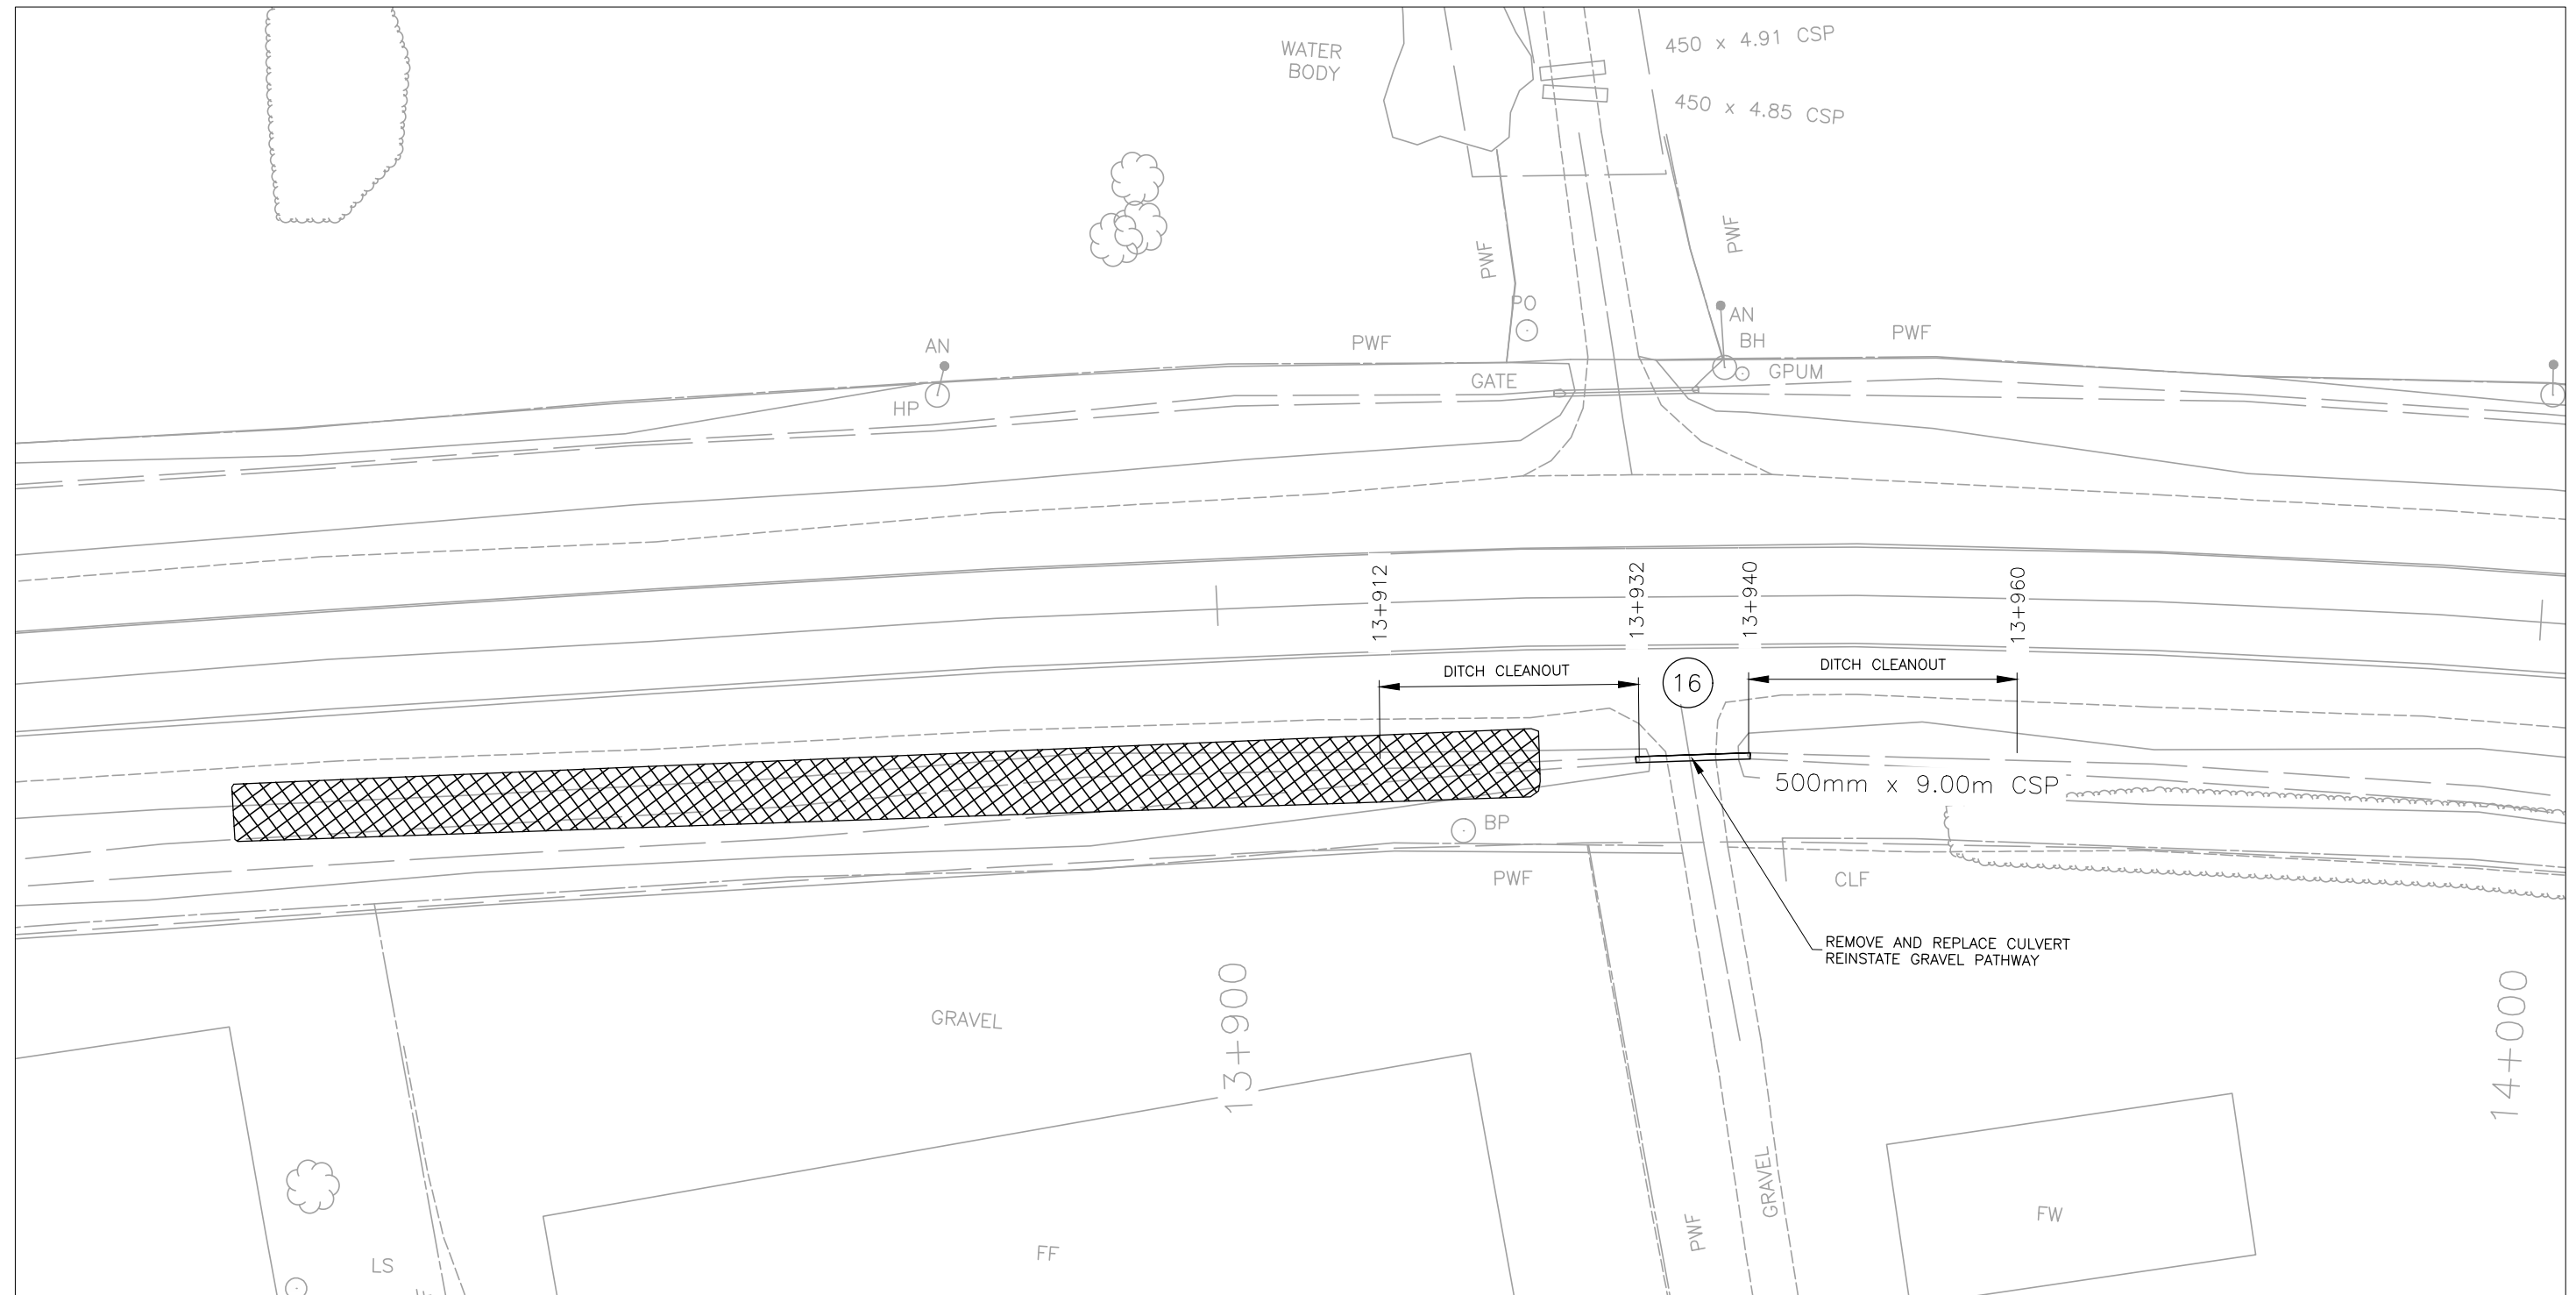 450 x 4.91 CSP
WATER
BODY
450 x 4.85 CSP
PWF
PWF
PO
AN
BH
PWF
PWF
AN
GPUM
GATE
HP
13+912
13+932
13+940
13+960
DITCH CLEANOUT
DITCH CLEANOUT
16
500mm x 9.00m CSP
BP
PWF
CLF
REMOVE AND REPLACE CULVERT
REINSTATE GRAVEL PATHWAY
13+900
14+000
GRAVEL
GRAVEL
PWF
FW
FF
LS